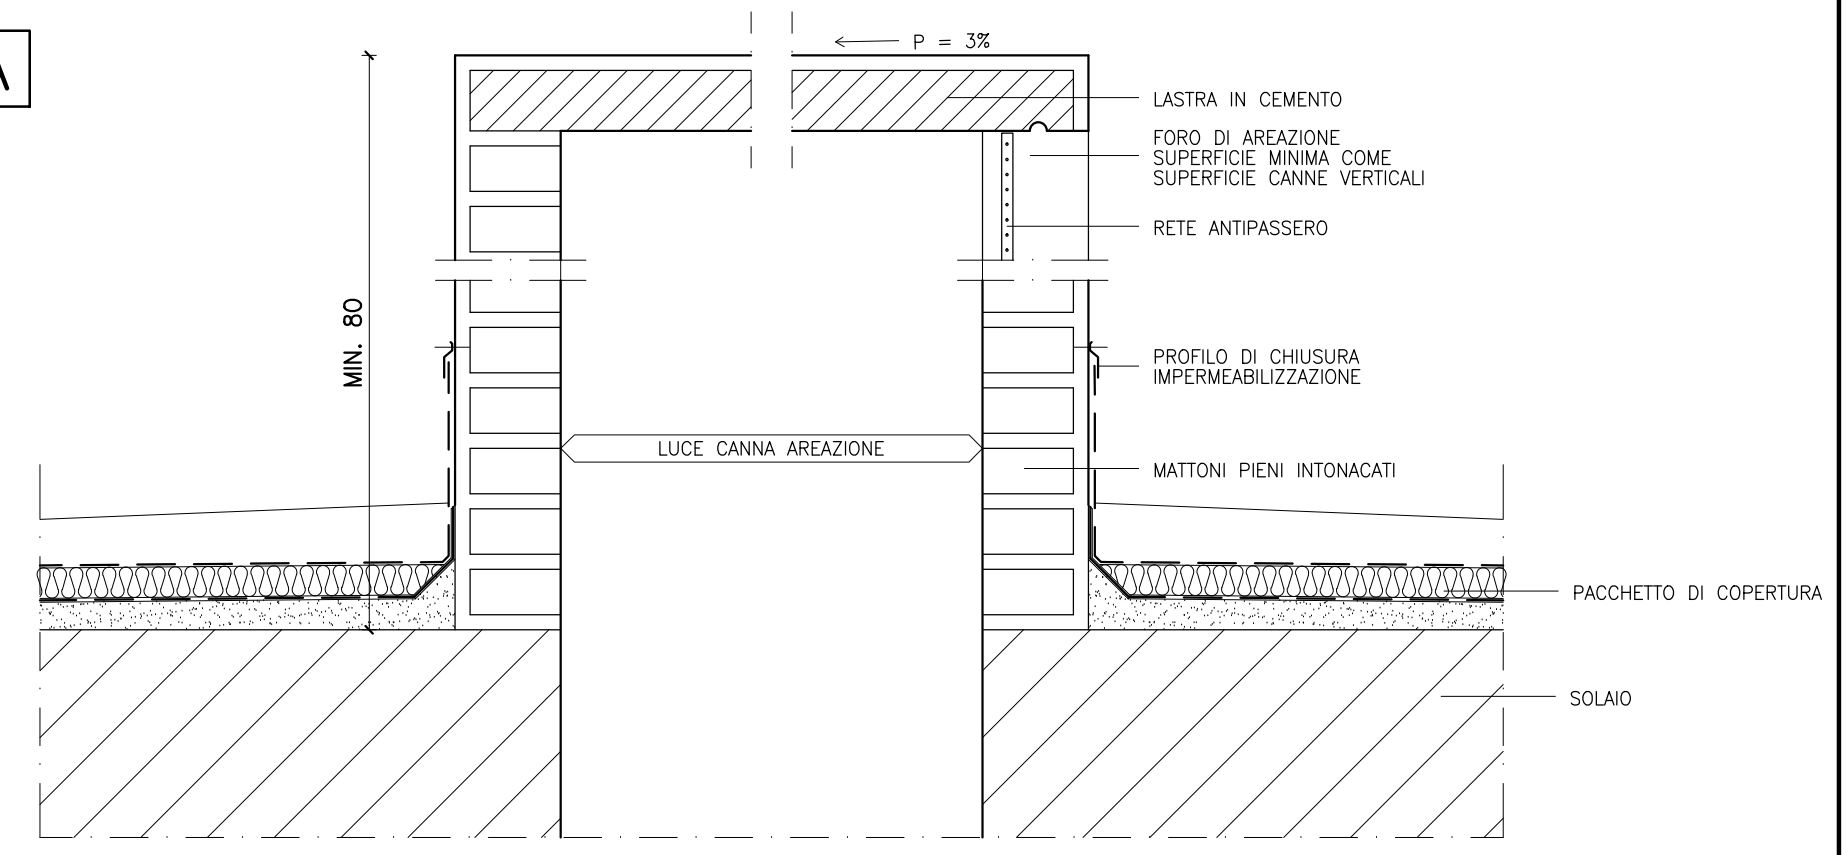 A
P = 3%
LASTRA IN CEMENTO
FORO DI AREAZIONE
SUPERFICIE MINIMA COME
SUPERFICIE CANNE VERTICALI
RETE ANTIPASSERO
MIN. 80
PROFILO DI CHIUSURA
IMPERMEABILIZZAZIONE
LUCE CANNA AREAZIONE
MATTONI PIENI INTONACATI
PACCHETTO DI COPERTURA
SOLAIO